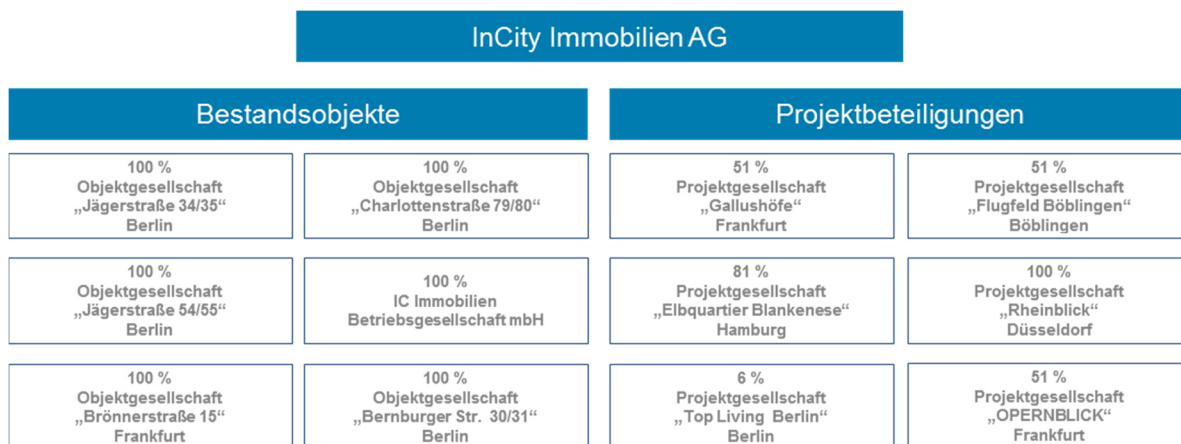 InCity Immobilien AG
Bestandsobjekte
100 %
Objektgesellschaft
„Jägerstraße 34/35“
Berlin
100 %
Objektgesellschaft
„Charlottenstraße 79/80“
Berlin
100 %
Objektgesellschaft
„Jägerstraße 54/55“
Berlin
100 %
IC Immobilien
Betriebsgesellschaft mbH
100 %
Objektgesellschaft
„Brönnerstraße 15“
Frankfurt
100 %
Objektgesellschaft
„Bernburger Str. 30/31“
Berlin
Projektbeteiligungen
51 %
Projektgesellschaft
„Gallushöfe“
Frankfurt
51 %
Projektgesellschaft
„Flugfeld Böblingen“
Böblingen
81 %
Projektgesellschaft
„Elbquartier Blankenese“
Hamburg
100 %
Projektgesellschaft
„Rheinblick“
Düsseldorf
6 %
Projektgesellschaft
„Top Living Berlin“
Berlin
51 %
Projektgesellschaft
„OPERNBLICK“
Frankfurt